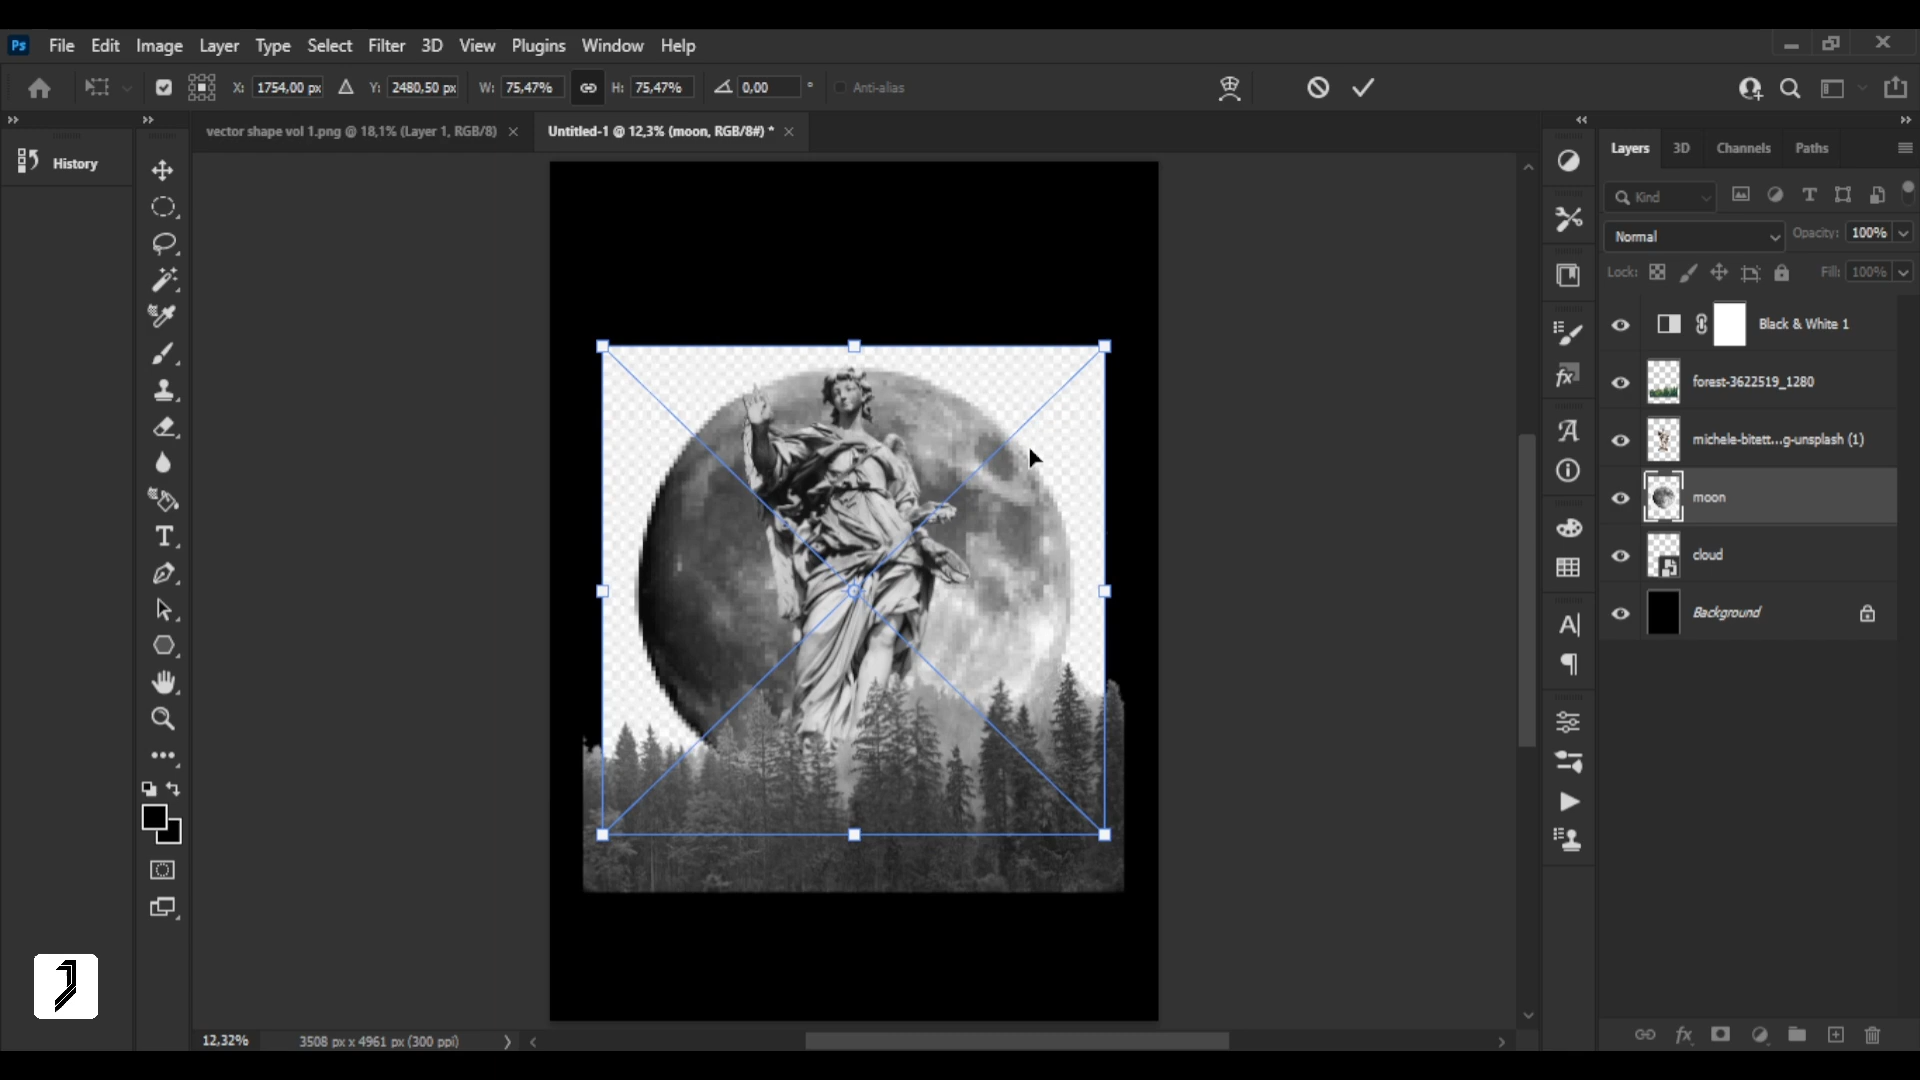 Ps File Edit Image Layer Type Select Filter 3D View Plugins Window Help
X: 1754,00 px Y: 2480,50 px W: 75,47% H: 75,47% 0,00 ° Anti-alias
vector shape vol 1.png @ 18,1% (Layer 1, RGB/8) Untitled-1 @ 12,3% (moon, RGB/8#) *
History
Layers 3D Channels Paths
Kind
Normal Opacity: 100%
Lock: Fill: 100%
Black & White 1
forest-3622519_1280
michele-bitett...g-unsplash (1)
moon
cloud
Background
12,32% 3508 px x 4961 px (300 ppi)